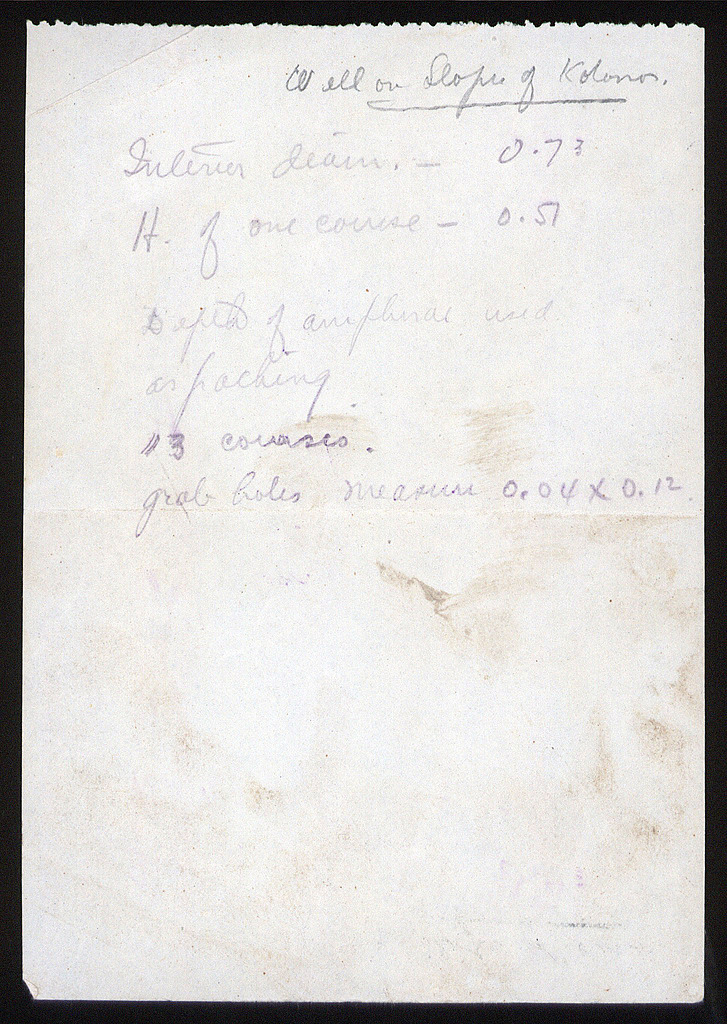 Well on Slope of Kolonos.
Interior diam. – 0.73
H. of one course – 0.51
Depth of amphorae used
as packing.
13 courses.
grab holes measure 0.04 x 0.12.